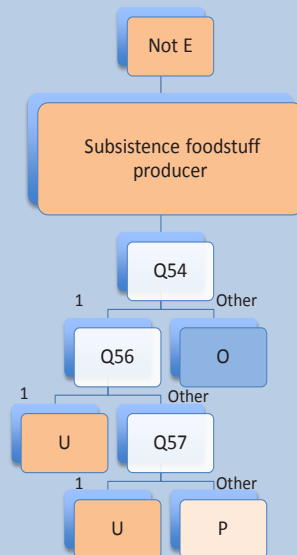 Not E
Subsistence foodstuff
producer
Q54
1
Other
Q56
O
1
Other
U
Q57
1
Other
U
P